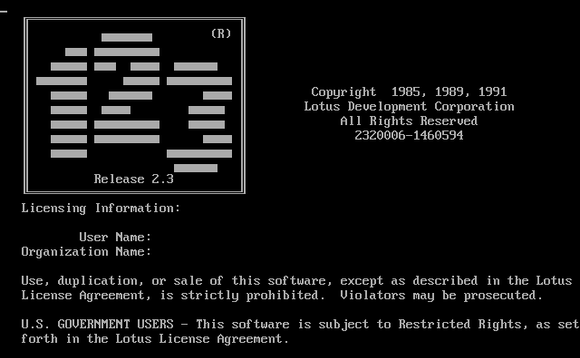 (R)
123
Release 2.3
Copyright 1985, 1989, 1991
Lotus Development Corporation
All Rights Reserved
2320006-1460594
Licensing Information:
User Name:
Organization Name:
Use, duplication, or sale of this software, except as described in the Lotus
License Agreement, is strictly prohibited. Violators may be prosecuted.
U.S. GOVERNMENT USERS - This software is subject to Restricted Rights, as set
forth in the Lotus License Agreement.